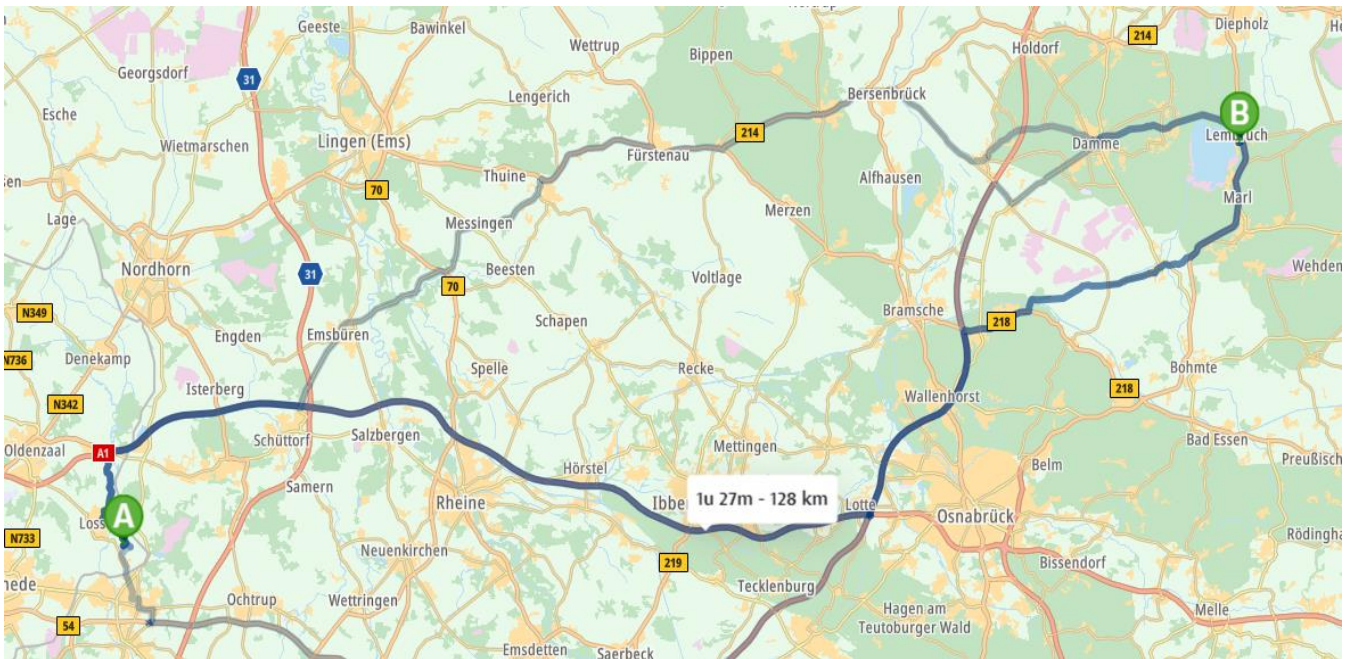 Geeste
Bawinkel
Wettrup
Bippen
Holdorf
214
Diepholz
Georgsdorf
31
Lengerich
Bersenbrück
Esche
Lingen (Ems)
214
B
Wietmarschen
Fürstenau
Damme
Lembruch
Thuine
70
Alfhausen
Lage
Messingen
Merzen
Marl
Nordhorn
31
Beesten
Voltlage
Wehden
70
N349
Engden
Emsbüren
Schapen
Bramsche
218
N736
Denekamp
Spelle
Recke
Bohmte
Isterberg
218
N342
Wallenhorst
Schüttorf
Salzbergen
Mettingen
Bad Essen
Oldenzaal
A1
Hörstel
Belm
Preußisch
Samern
Rheine
1u 27m - 128 km
Lotte
A
Osnabrück
N733
Neuenkirchen
219
Bissendorf
Tecklenburg
Ochtrup
Wettringen
Hagen am
Teutoburger Wald
Melle
54
Emsdetten
Saerbeck